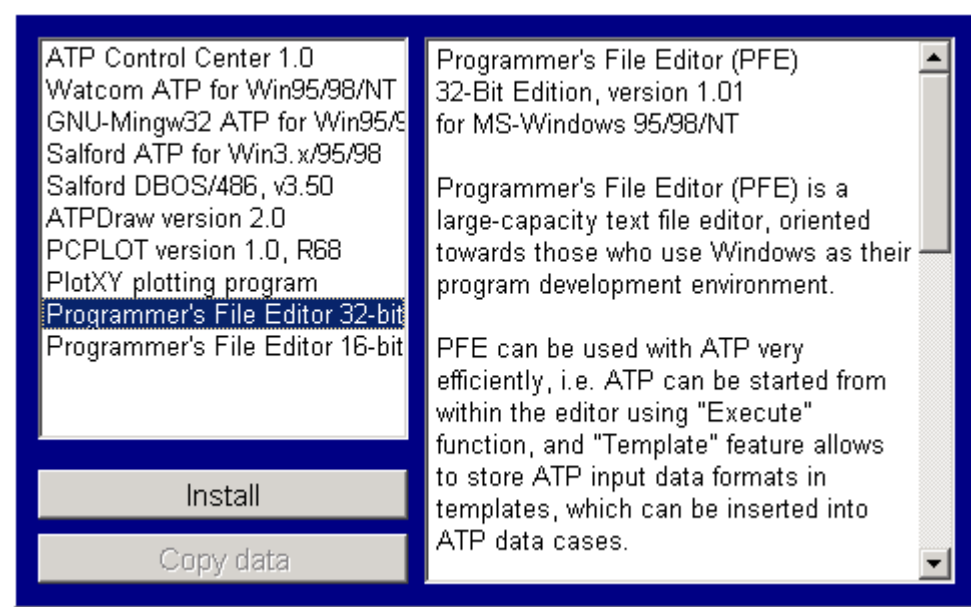 ATP Control Center 1.0
Watcom ATP for Win95/98/NT
GNU-Mingw32 ATP for Win95/9
Salford ATP for Win3.x/95/98
Salford DBOS/486, v3.50
ATPDraw version 2.0
PCPLOT version 1.0, R68
PlotXY plotting program
Programmer's File Editor 32-bit
Programmer's File Editor 16-bit
Install
Copy data
Programmer's File Editor (PFE)
32-Bit Edition, version 1.01
for MS-Windows 95/98/NT
Programmer's File Editor (PFE) is a
large-capacity text file editor, oriented
towards those who use Windows as their
program development environment.
PFE can be used with ATP very
efficiently, i.e. ATP can be started from
within the editor using "Execute"
function, and "Template" feature allows
to store ATP input data formats in
templates, which can be inserted into
ATP data cases.